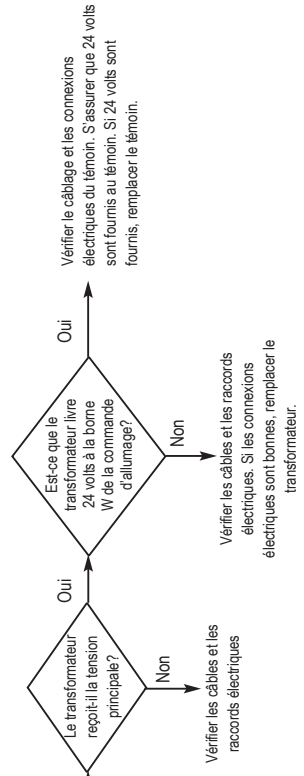 Le transformateur
reçoit-il la tension
principale?
Oui
Non
Vérifier les câbles et les
raccords électriques
Est-ce que le
transformateur livre
24 volts à la borne
W de la commande
d'allumage?
Oui
Non
Vérifier les câbles et les raccords
électriques. Si les connexions
électriques sont bonnes, remplacer le
transformateur.
Vérifier le câblage et les connexions
électriques du témoin. S'assurer que 24 volts
sont fournis au témoin. Si 24 volts sont
fournis, remplacer le témoin.